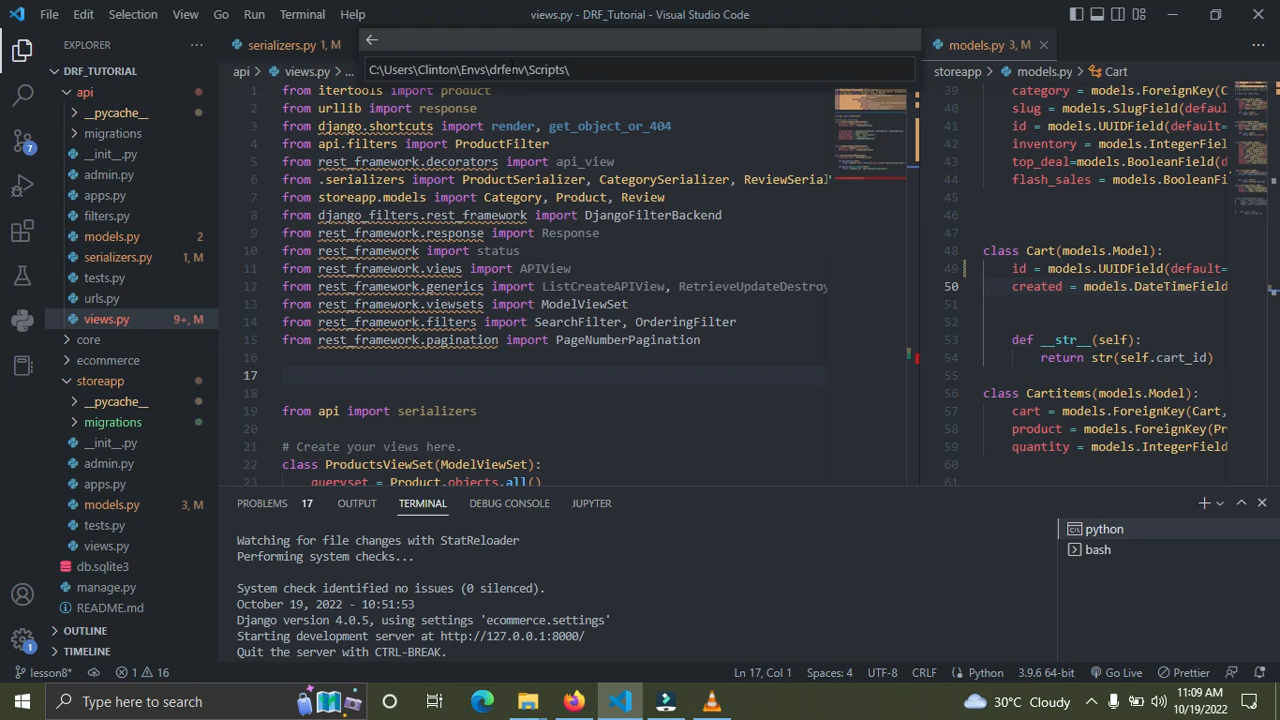 File Edit Selection View Go Run Terminal Help
views.py - DRF_Tutorial - Visual Studio Code
EXPLORER
DRF_TUTORIAL
api
__pycache__
migrations
__init__.py
admin.py
apps.py
filters.py
models.py 2
serializers.py 1, M
tests.py
urls.py
views.py 9+, M
core
ecommerce
storeapp
__pycache__
migrations
__init__.py
admin.py
apps.py
models.py 3, M
tests.py
views.py
db.sqlite3
manage.py
README.md
OUTLINE
TIMELINE
7
1
serializers.py 1, M
C:\Users\Clinton\Envs\drfenv\Scripts\
api > views.py > ...
1 from itertools import product
2 from urllib import response
3 from django.shortcuts import render, get_object_or_404
4 from api.filters import ProductFilter
5 from rest_framework.decorators import api_view
6 from .serializers import ProductSerializer, CategorySerializer, ReviewSerial
7 from storeapp.models import Category, Product, Review
8 from django_filters.rest_framework import DjangoFilterBackend
9 from rest_framework.response import Response
10 from rest_framework import status
11 from rest_framework.views import APIView
12 from rest_framework.generics import ListCreateAPIView, RetrieveUpdateDestroy
13 from rest_framework.viewsets import ModelViewSet
14 from rest_framework.filters import SearchFilter, OrderingFilter
15 from rest_framework.pagination import PageNumberPagination
16
17
18
19 from api import serializers
20
21 # Create your views here.
22 class ProductsViewSet(ModelViewSet):
23 queryset = Product.objects.all()
models.py 3, M
storeapp > models.py > Cart
39 category = models.ForeignKey(C
40 slug = models.SlugField(defaul
41 id = models.UUIDField(default=
42 inventory = models.IntegerFiel
43 top_deal=models.BooleanField(d
44 flash_sales = models.BooleanFi
45
46
47
48 class Cart(models.Model):
49 id = models.UUIDField(default=
50 created = models.DateTimeField
51
52
53 def __str__(self):
54 return str(self.cart_id)
55
56 class Cartitems(models.Model):
57 cart = models.ForeignKey(Cart,
58 product = models.ForeignKey(Pr
59 quantity = models.IntegerField
60
61
PROBLEMS 17 OUTPUT TERMINAL DEBUG CONSOLE JUPYTER
Watching for file changes with StatReloader
Performing system checks...
System check identified no issues (0 silenced).
October 19, 2022 - 10:51:53
Django version 4.0.5, using settings 'ecommerce.settings'
Starting development server at http://127.0.0.1:8000/
Quit the server with CTRL-BREAK.
python
bash
lesson8* 1 16 Ln 17, Col 1 Spaces: 4 UTF-8 CRLF Python 3.9.6 64-bit Go Live Prettier
Type here to search
30°C Cloudy
11:09 AM
10/19/2022